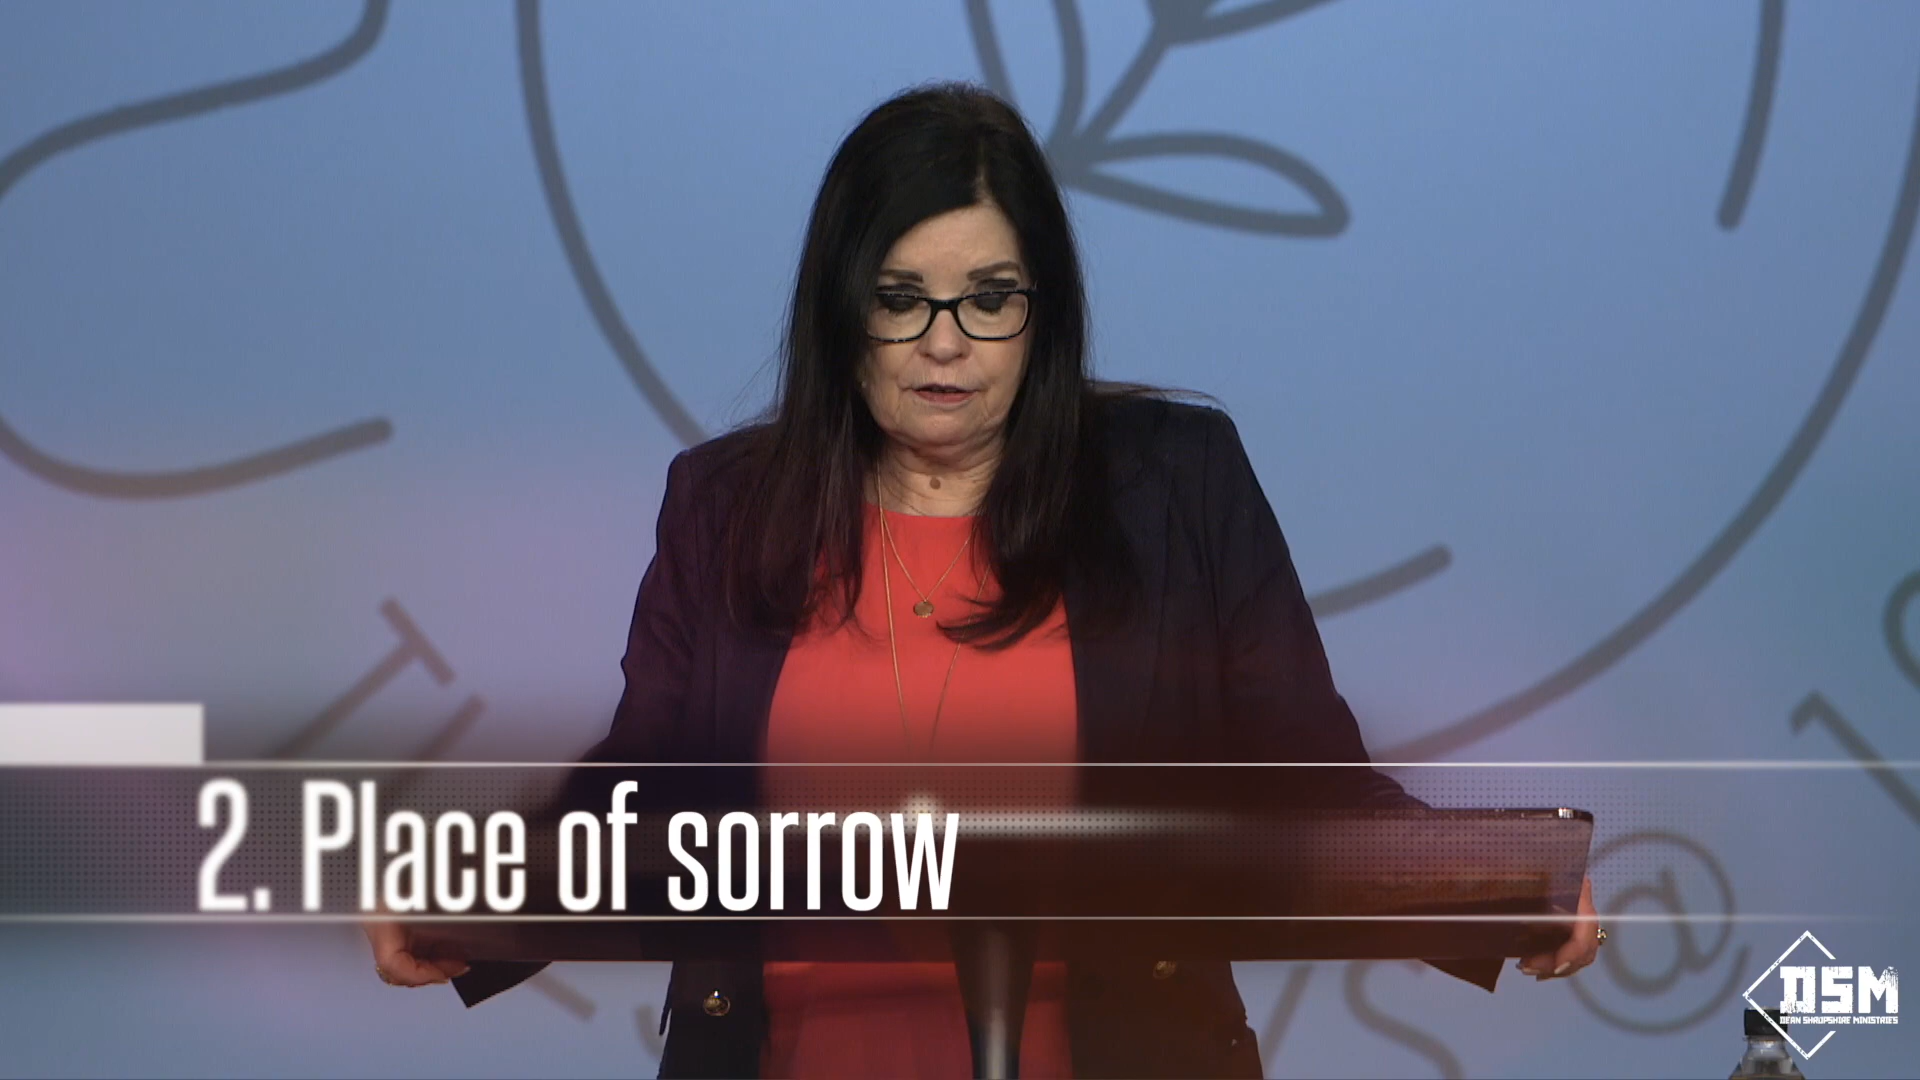 2. Place of sorrow
@
DSM
DEAN SHROPSHIRE MINISTRIES